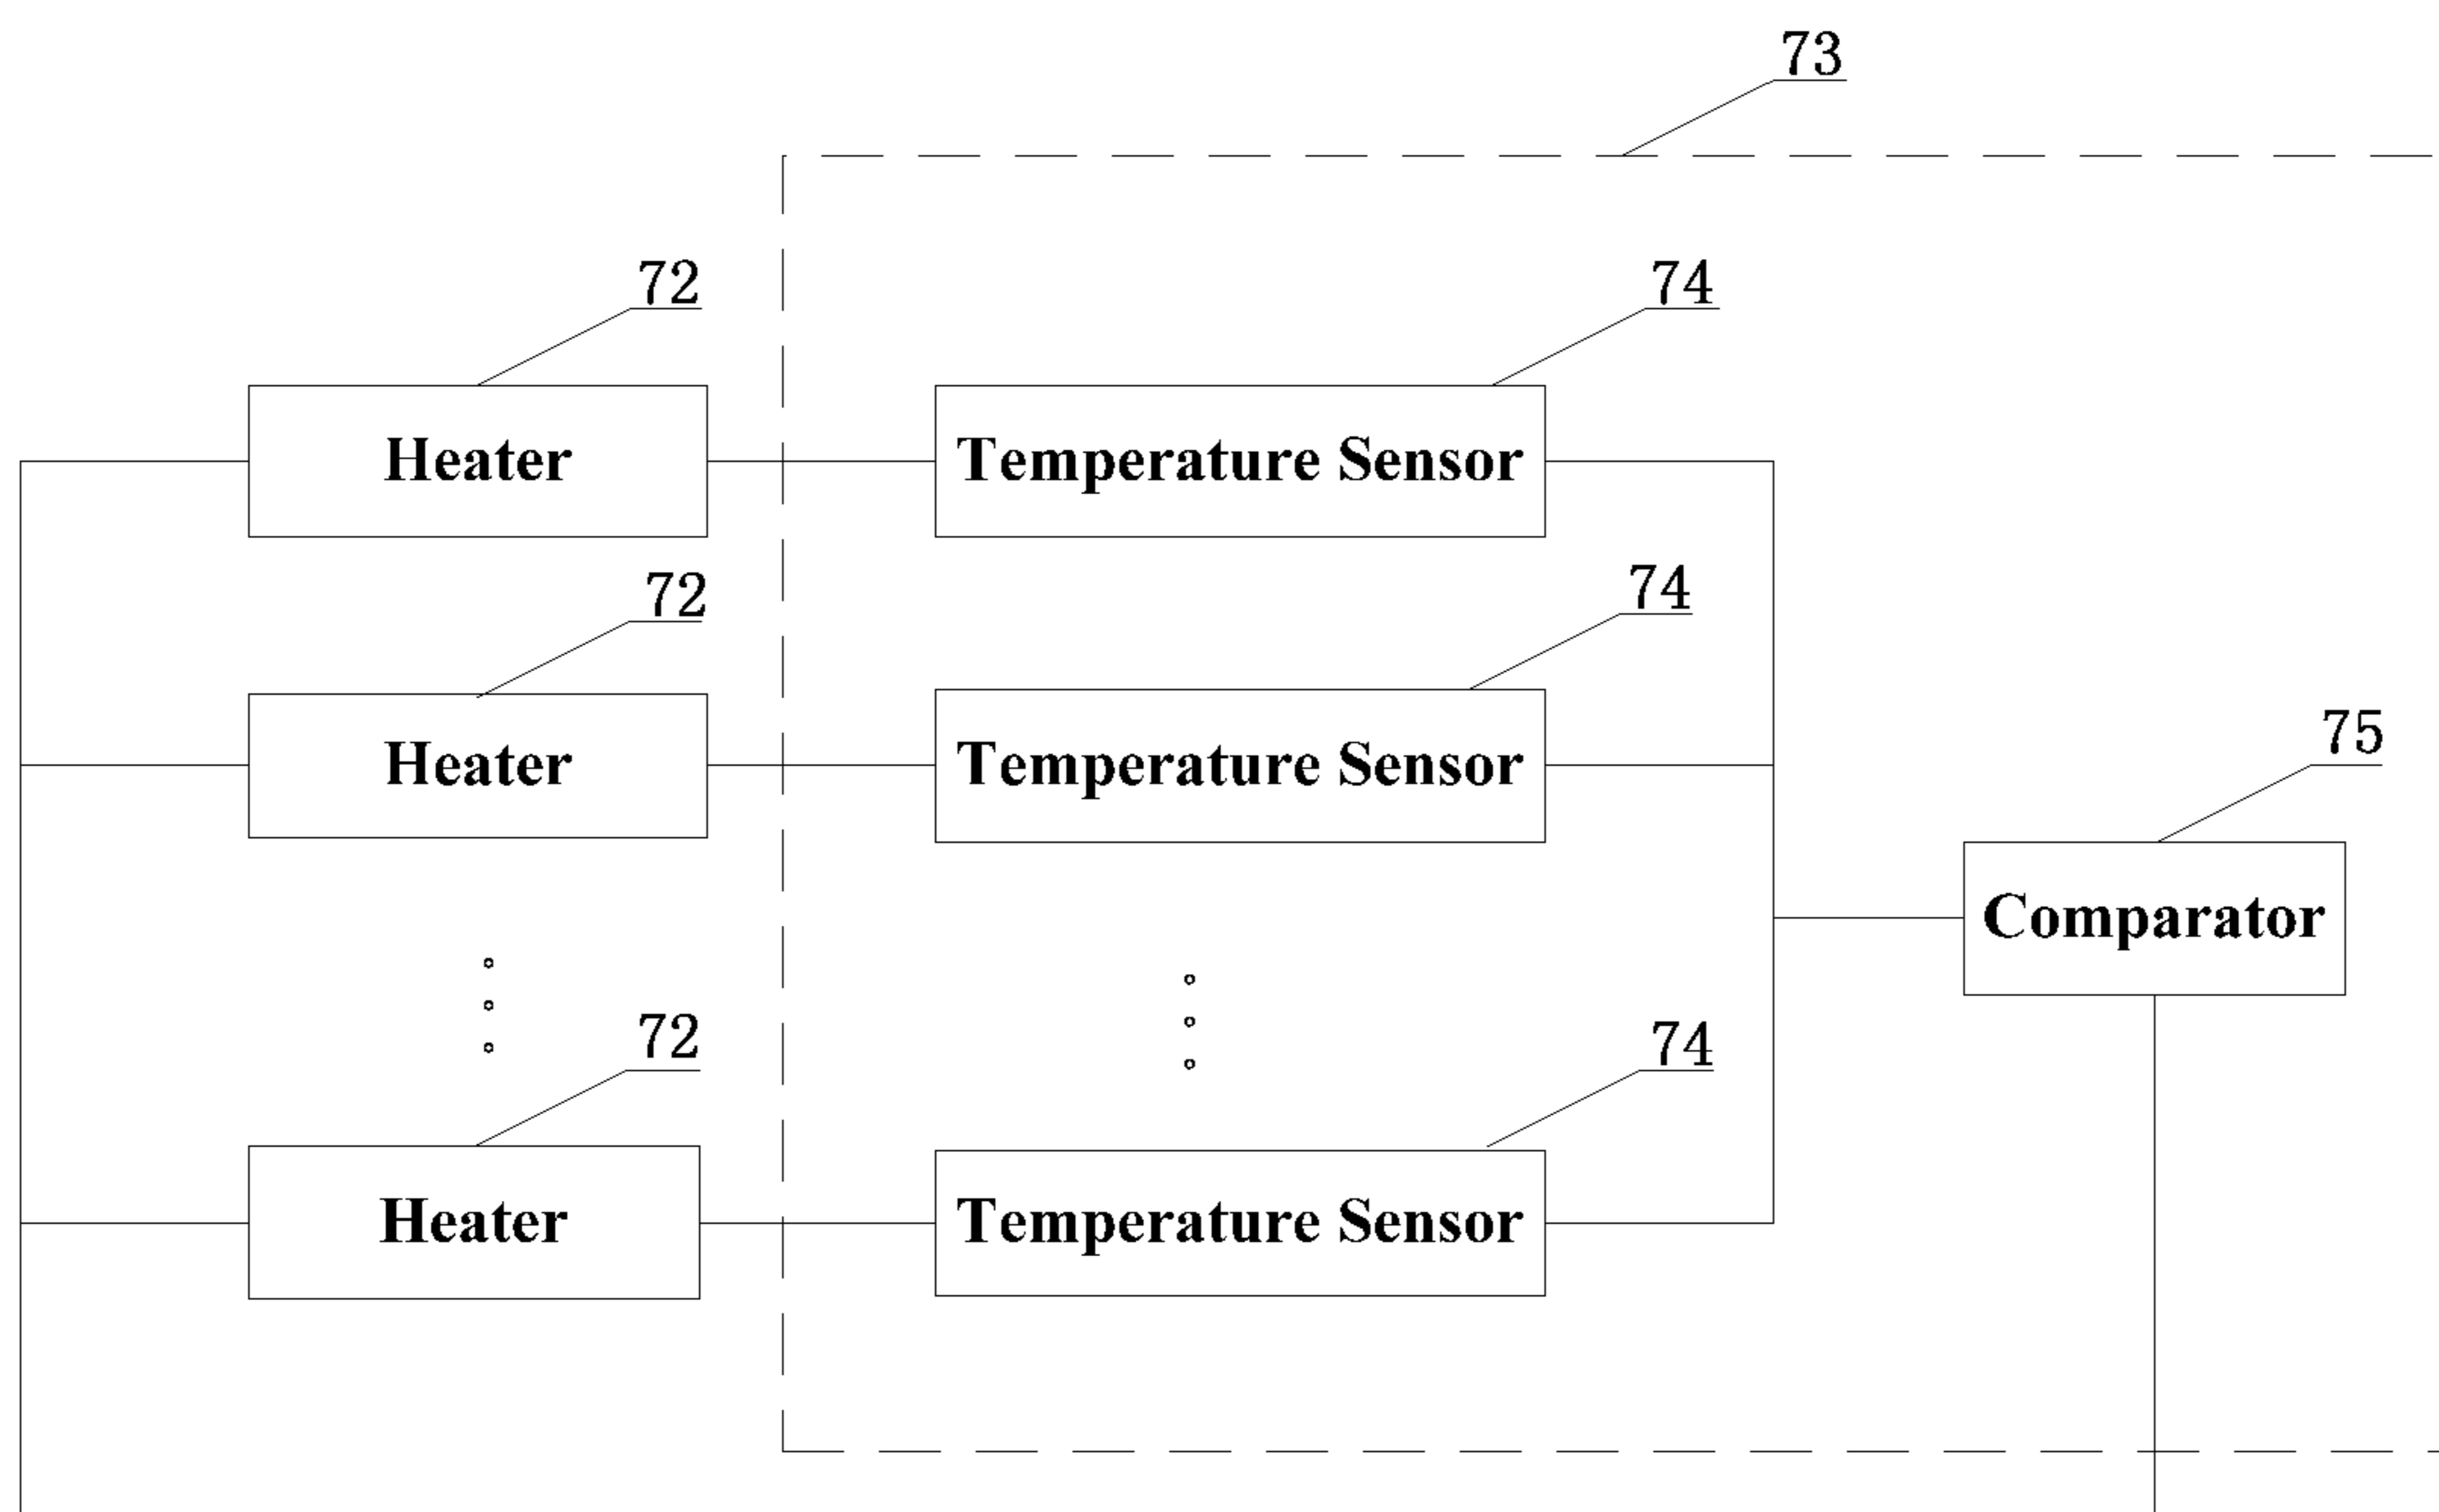 73
72
74
Heater
Temperature Sensor
72
74
Heater
Temperature Sensor
75
Comparator
72
74
Heater
Temperature Sensor